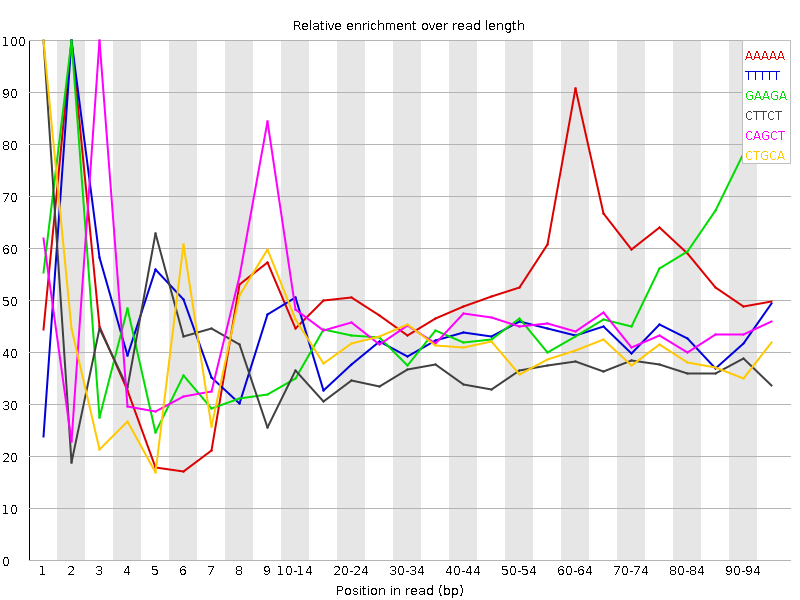 Relative enrichment over read length
100
90
80
70
60
50
40
30
20
10
0
AAAAA
TTTTT
GAAGA
CTTCT
CAGCT
CTGCA
1 2 3 4 5 6 7 8 9 10-14 20-24 30-34 40-44 50-54 60-64 70-74 80-84 90-94
Position in read (bp)